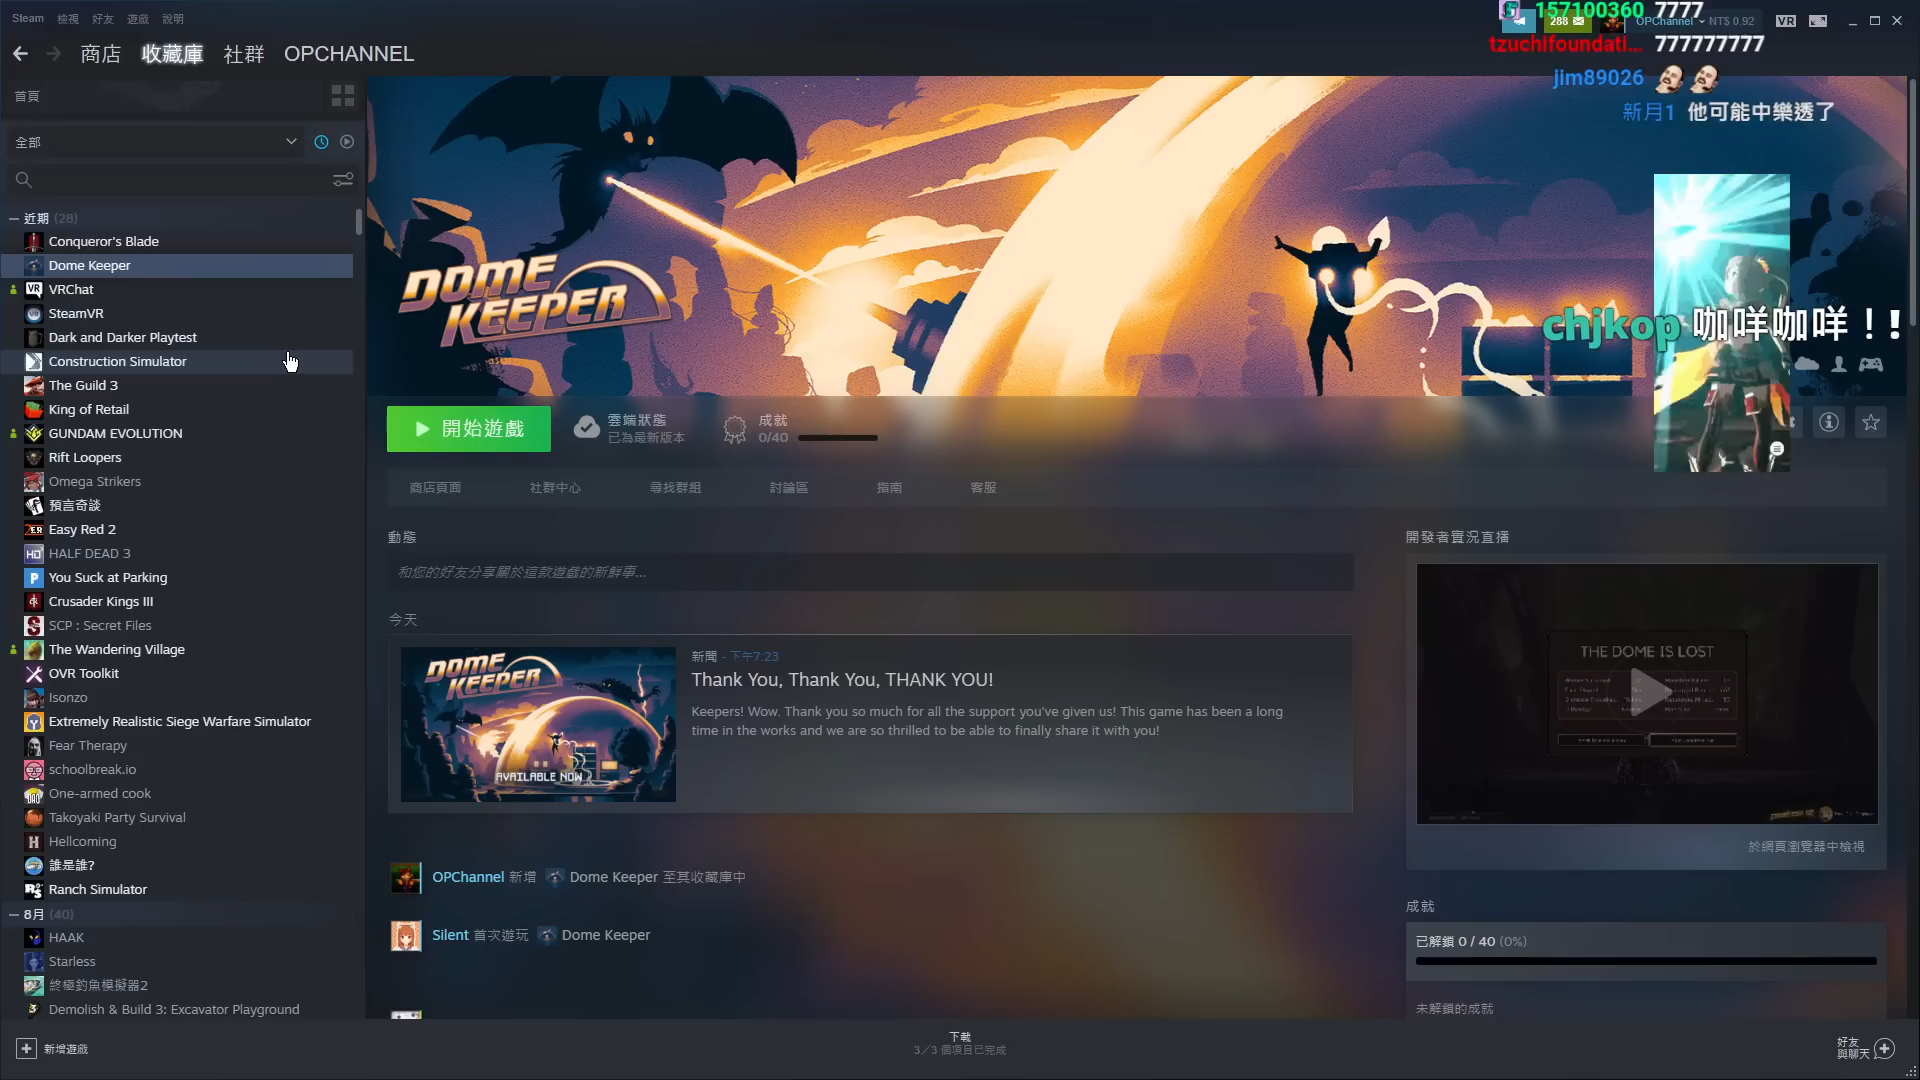 Steam 檢視 好友 遊戲 說明
157100360 7777
288
OPChannel NT$ 0.92
VR
tzuchifoundati... 777777777
商店 收藏庫 社群 OPCHANNEL
jim89026
新月1 他可能中樂透了
首頁
全部
近期 (28)
Conqueror's Blade
Dome Keeper
VRChat
SteamVR
Dark and Darker Playtest
Construction Simulator
The Guild 3
King of Retail
GUNDAM EVOLUTION
Rift Loopers
Omega Strikers
預言奇談
Easy Red 2
HALF DEAD 3
You Suck at Parking
Crusader Kings III
SCP : Secret Files
The Wandering Village
OVR Toolkit
Isonzo
Extremely Realistic Siege Warfare Simulator
Fear Therapy
schoolbreak.io
One-armed cook
Takoyaki Party Survival
Hellcoming
誰是誰?
Ranch Simulator
8月 (40)
HAAK
Starless
終極釣魚模擬器2
Demolish & Build 3: Excavator Playground
新增遊戲
DOME KEEPER
chjkop 咖咩咖咩！!
開始遊戲
雲端狀態
已為最新版本
成就
0/40
商店頁面 社群中心 尋找群組 討論區 指南 客服
動態
和您的好友分享關於這款遊戲的新鮮事...
今天
DOME KEEPER
AVAILABLE NOW
新聞 - 下午7:23
Thank You, Thank You, THANK YOU!
Keepers! Wow. Thank you so much for all the support you've given us! This game has been a long
time in the works and we are so thrilled to be able to finally share it with you!
OPChannel 新增 Dome Keeper 至其收藏庫中
Silent 首次遊玩 Dome Keeper
開發者實況直播
THE DOME IS LOST
於網頁瀏覽器中檢視
成就
已解鎖 0 / 40 (0%)
未解鎖的成就
下載
3／3 個項目已完成
好友
與聊天